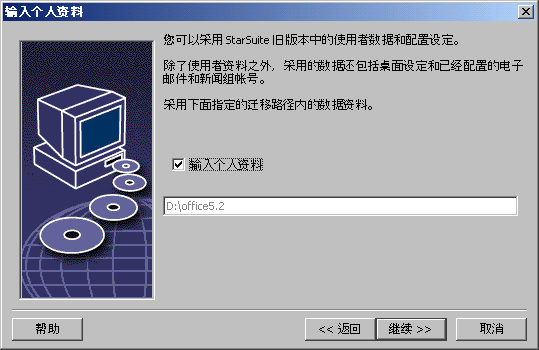 输入个人资料
您可以采用 StarSuite 旧版本中的使用者数据和配置设定。
除了使用者资料之外，采用的数据还包括桌面设定和已经配置的电子
邮件和新闻组帐号。
采用下面指定的迁移路径内的数据资料。
输入个人资料
D:\office5.2
帮助
<< 返回
继续 >>
取消